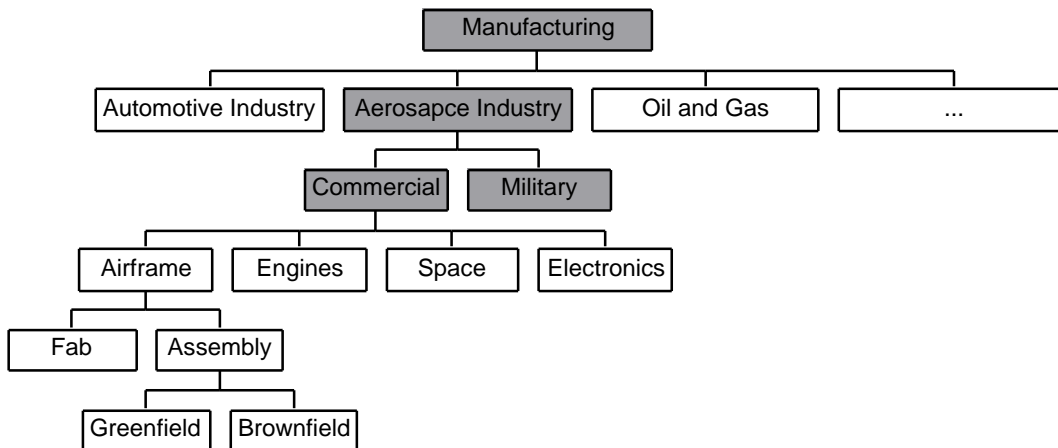 Manufacturing
Automotive Industry
Aerosapce Industry
Oil and Gas
...
Commercial
Military
Airframe
Engines
Space
Electronics
Fab
Assembly
Greenfield
Brownfield